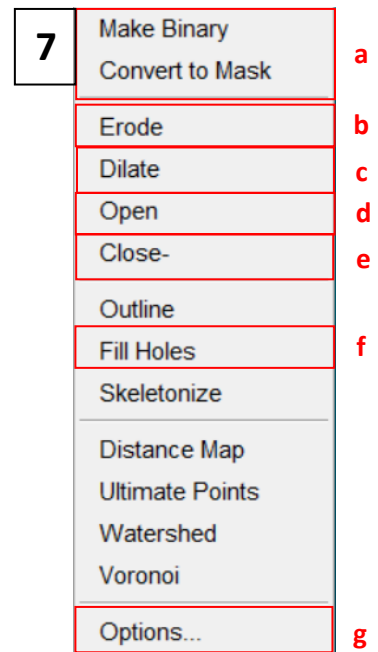 7
Make Binary
Convert to Mask
a
Erode
b
Dilate
c
Open
d
Close-
e
Outline
Fill Holes
f
Skeletonize
Distance Map
Ultimate Points
Watershed
Voronoi
Options...
g